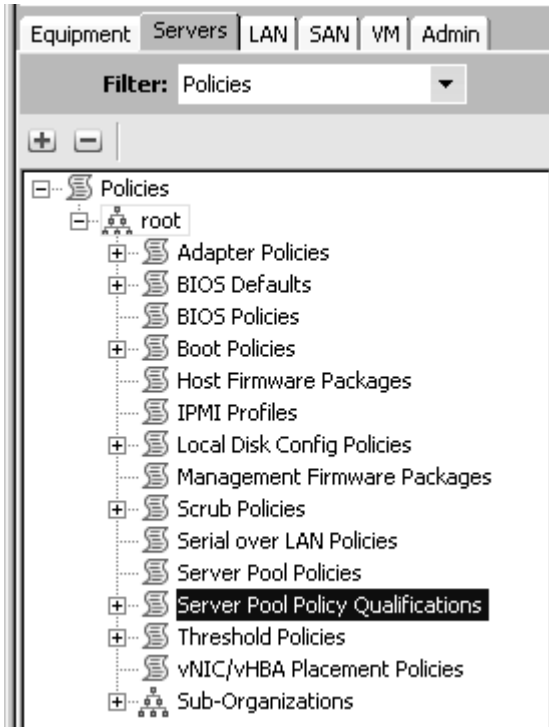 Equipment Servers LAN SAN VM Admin
Filter: Policies
Policies
root
Adapter Policies
BIOS Defaults
BIOS Policies
Boot Policies
Host Firmware Packages
IPMI Profiles
Local Disk Config Policies
Management Firmware Packages
Scrub Policies
Serial over LAN Policies
Server Pool Policies
Server Pool Policy Qualifications
Threshold Policies
vNIC/vHBA Placement Policies
Sub-Organizations